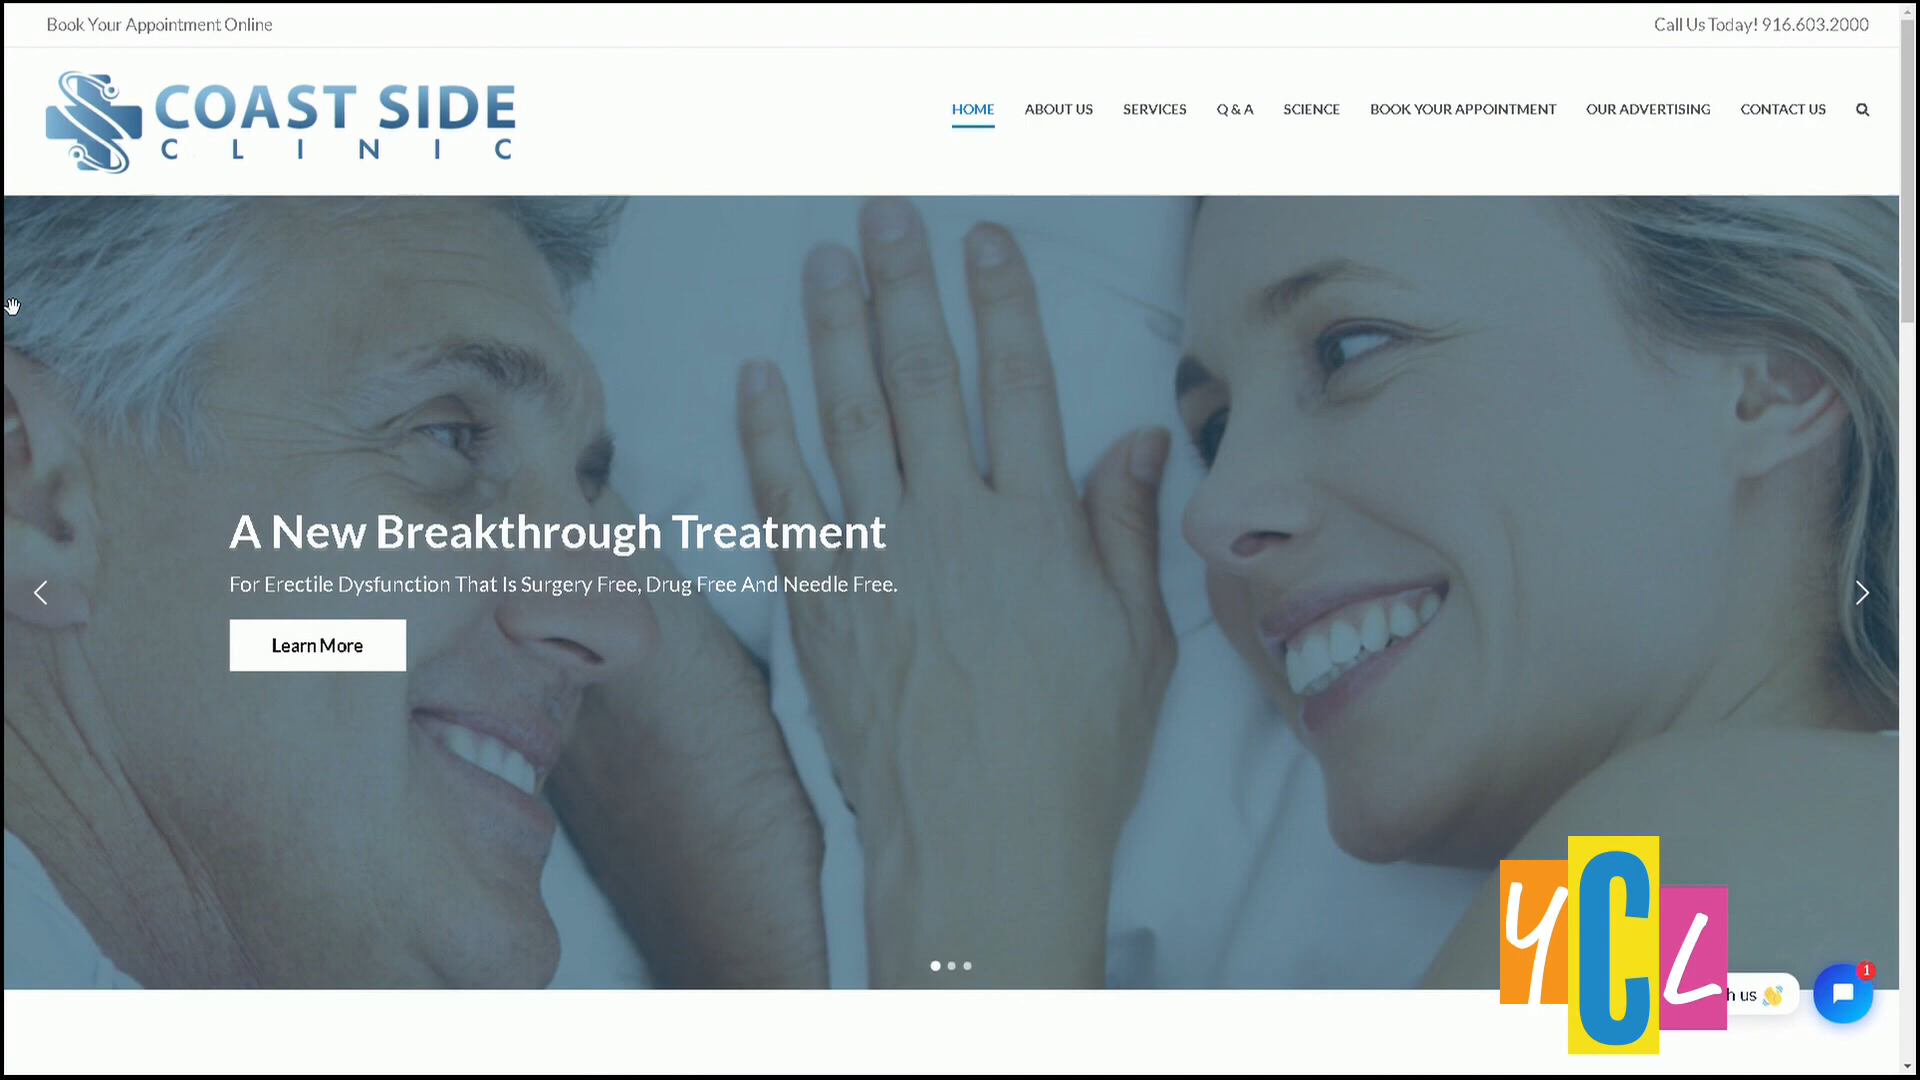 Book Your Appointment Online
Call Us Today! 916.603.2000
COAST SIDE
CLINIC
HOME
ABOUT US
SERVICES
Q & A
SCIENCE
BOOK YOUR APPOINTMENT
OUR ADVERTISING
CONTACT US
A New Breakthrough Treatment
For Erectile Dysfunction That Is Surgery Free, Drug Free And Needle Free.
Learn More
YCL
us 👋
1